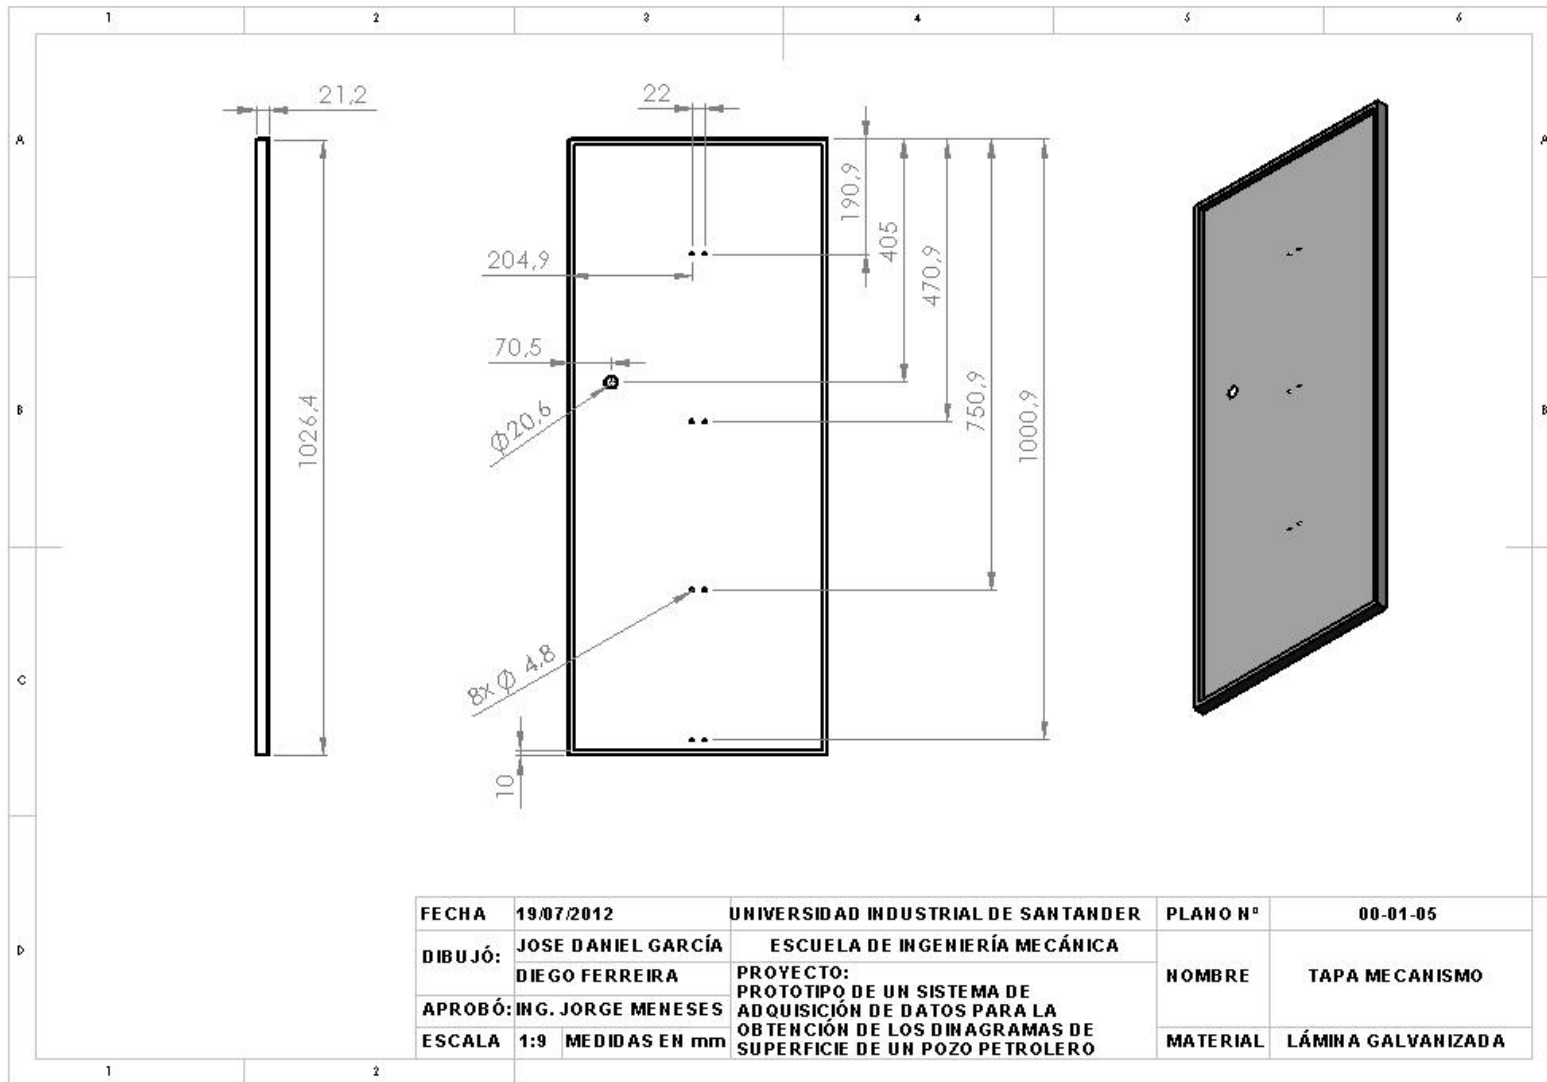 1 2 3 4 5 6
A A
B B
C
D
21,2
1026,4
22
204,9
70,5
Φ20,6
8x Φ 4,8
10
190,9
405
470,9
750,9
1000,9
FECHA 19/07/2012 UNIVERSIDAD INDUSTRIAL DE SANTANDER PLANO Nº 00-01-05
DIBUJÓ: JOSE DANIEL GARCÍA ESCUELA DE INGENIERÍA MECÁNICA
DIEGO FERREIRA
NOMBRE TAPA MECANISMO
APROBÓ: ING. JORGE MENESES
PROYECTO:
PROTOTIPO DE UN SISTEMA DE
ADQUISICIÓN DE DATOS PARA LA
OBTENCIÓN DE LOS DINAGRAMAS DE
SUPERFICIE DE UN POZO PETROLERO
ESCALA 1:9 MEDIDAS EN mm
MATERIAL LÁMINA GALVANIZADA
1 2